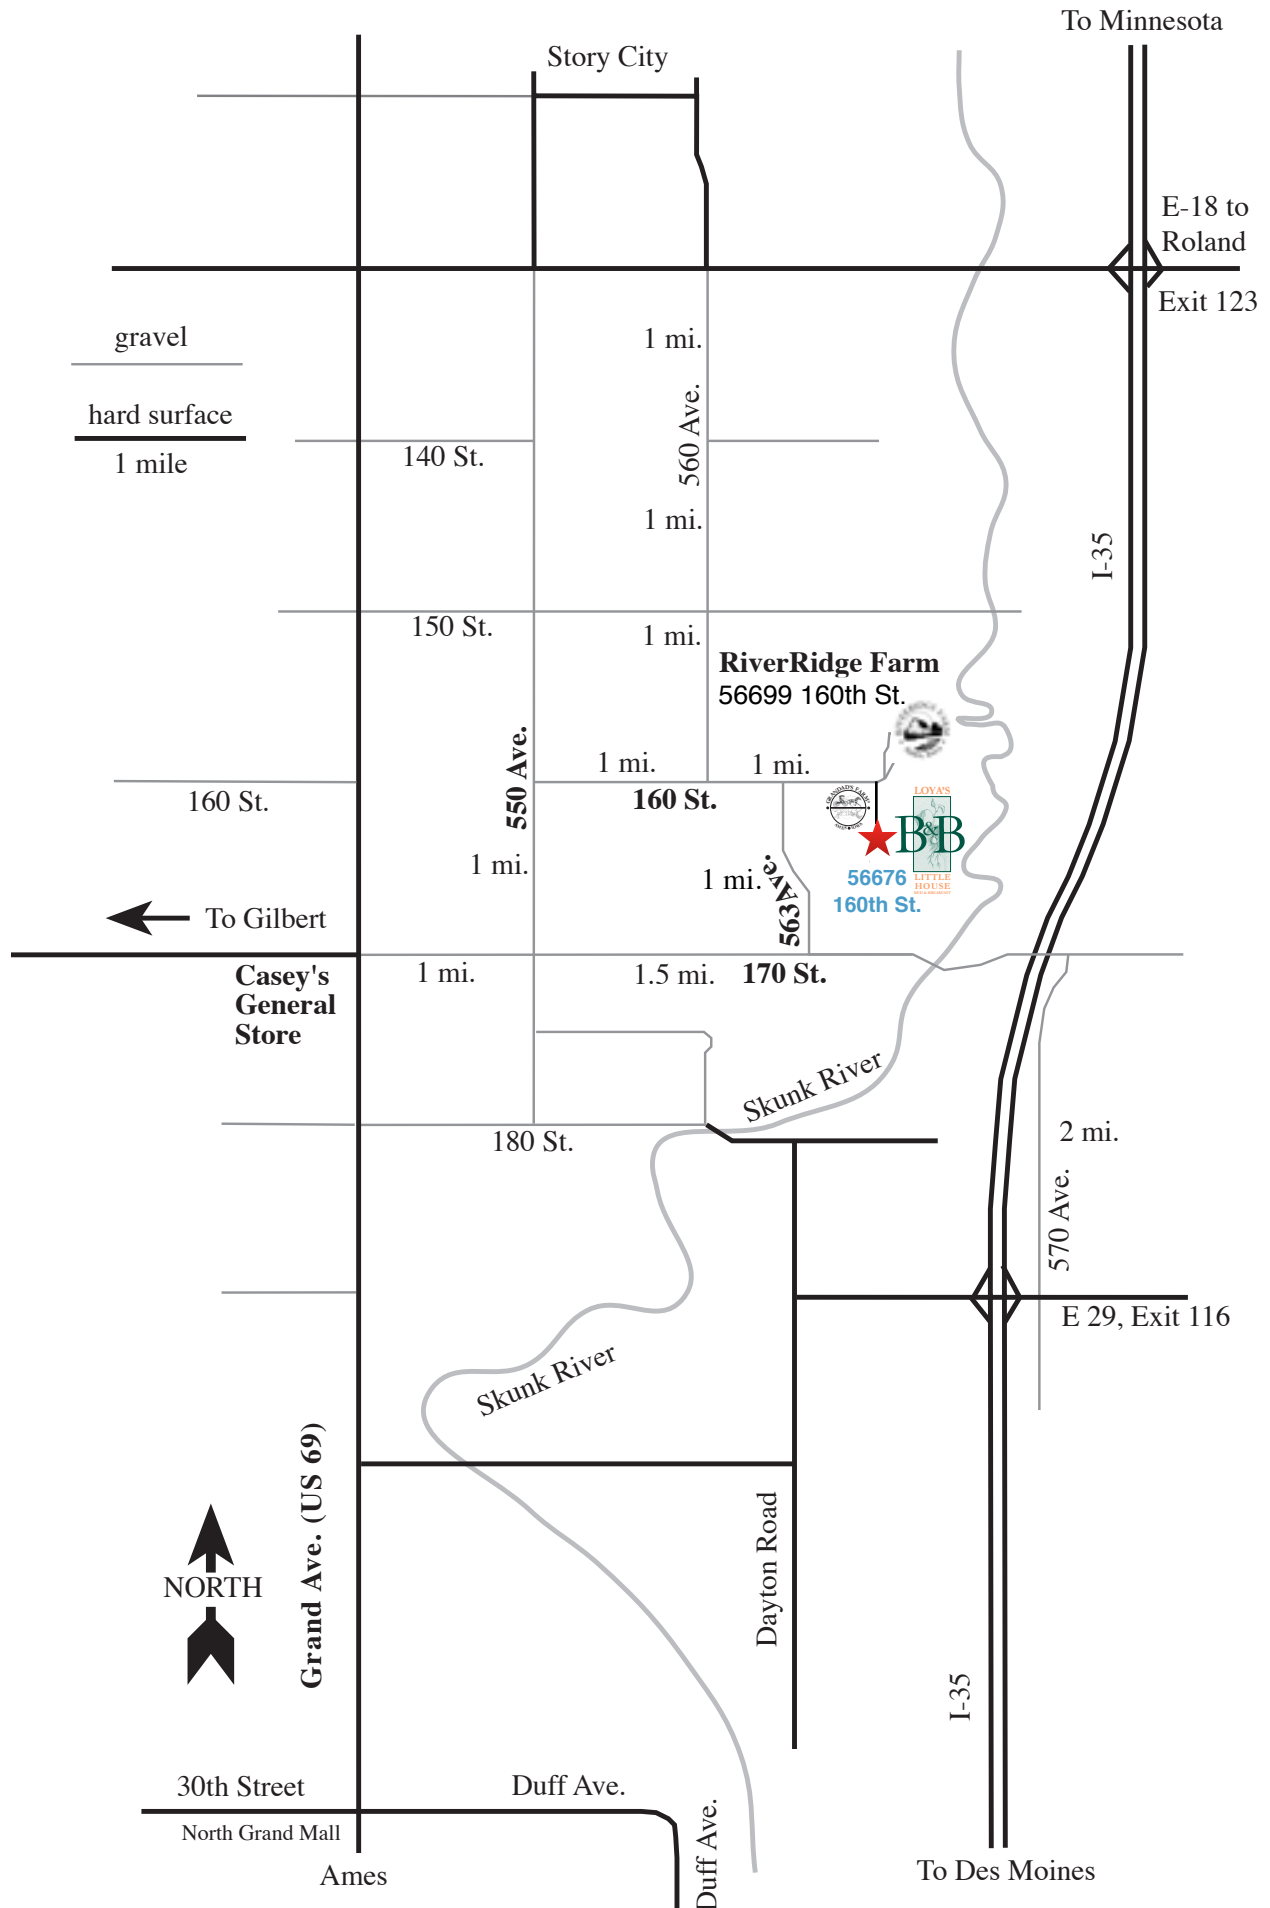 To Minnesota
Story City
E-18 to
Roland
Exit 123
gravel
1 mi.
hard surface
1 mile
560 Ave.
140 St.
1 mi.
I-35
150 St.
1 mi.
RiverRidge Farm
56699 160th St.
550 Ave.
1 mi.
1 mi.
160 St.
160 St.
LOYA'S
B&B
LITTLE
HOUSE
1 mi.
1 mi.
563 Ave.
56676
160th St.
To Gilbert
Casey's
General
Store
1 mi.
1.5 mi.
170 St.
Skunk River
180 St.
2 mi.
570 Ave.
E 29, Exit 116
Skunk River
Grand Ave. (US 69)
NORTH
Dayton Road
I-35
30th Street
Duff Ave.
North Grand Mall
Duff Ave.
Ames
To Des Moines